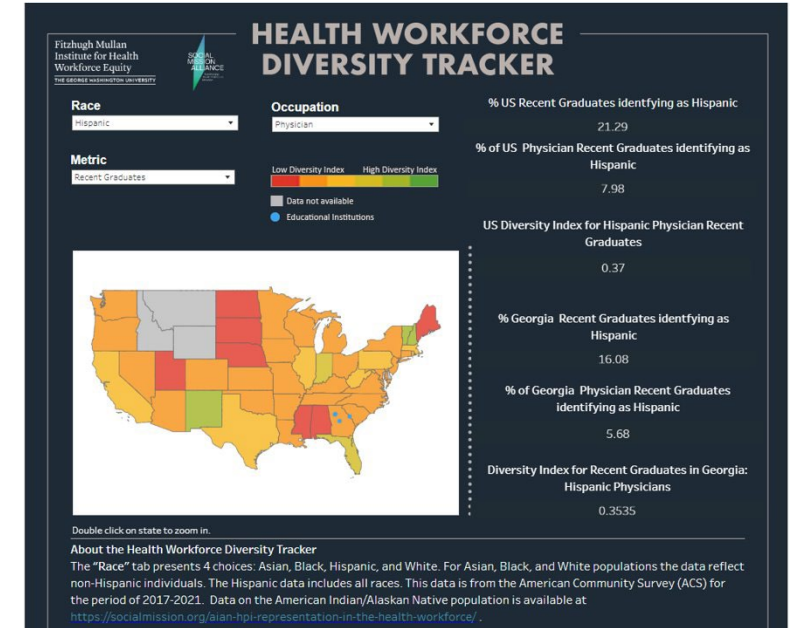 Fitzhugh Mullan
Institute for Health
Workforce Equity
THE GEORGE WASHINGTON UNIVERSITY
SOCIAL
MISSION
ALLIANCE
HEALTH WORKFORCE
DIVERSITY TRACKER
Race
Hispanic
Occupation
Physician
Metric
Recent Graduates
Low Diversity Index High Diversity Index
Data not available
Educational Institutions
% US Recent Graduates identfying as Hispanic
21.29
% of US Physician Recent Graduates identifying as
Hispanic
7.98
US Diversity Index for Hispanic Physician Recent
Graduates
0.37
% Georgia Recent Graduates identfying as
Hispanic
16.08
% of Georgia Physician Recent Graduates
identifying as Hispanic
5.68
Diversity Index for Recent Graduates in Georgia:
Hispanic Physicians
0.3535
Double click on state to zoom in.
About the Health Workforce Diversity Tracker
The "Race" tab presents 4 choices: Asian, Black, Hispanic, and White. For Asian, Black, and White populations the data reflect
non-Hispanic individuals. The Hispanic data includes all races. This data is from the American Community Survey (ACS) for
the period of 2017-2021. Data on the American Indian/Alaskan Native population is available at
https://socialmission.org/aian-hpi-representation-in-the-health-workforce/ .